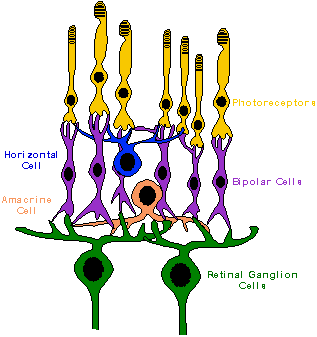 Photoreceptors
Horizontal
Cell
Bipolar Cells
Amacrine
Cell
Retinal Ganglion
Cells